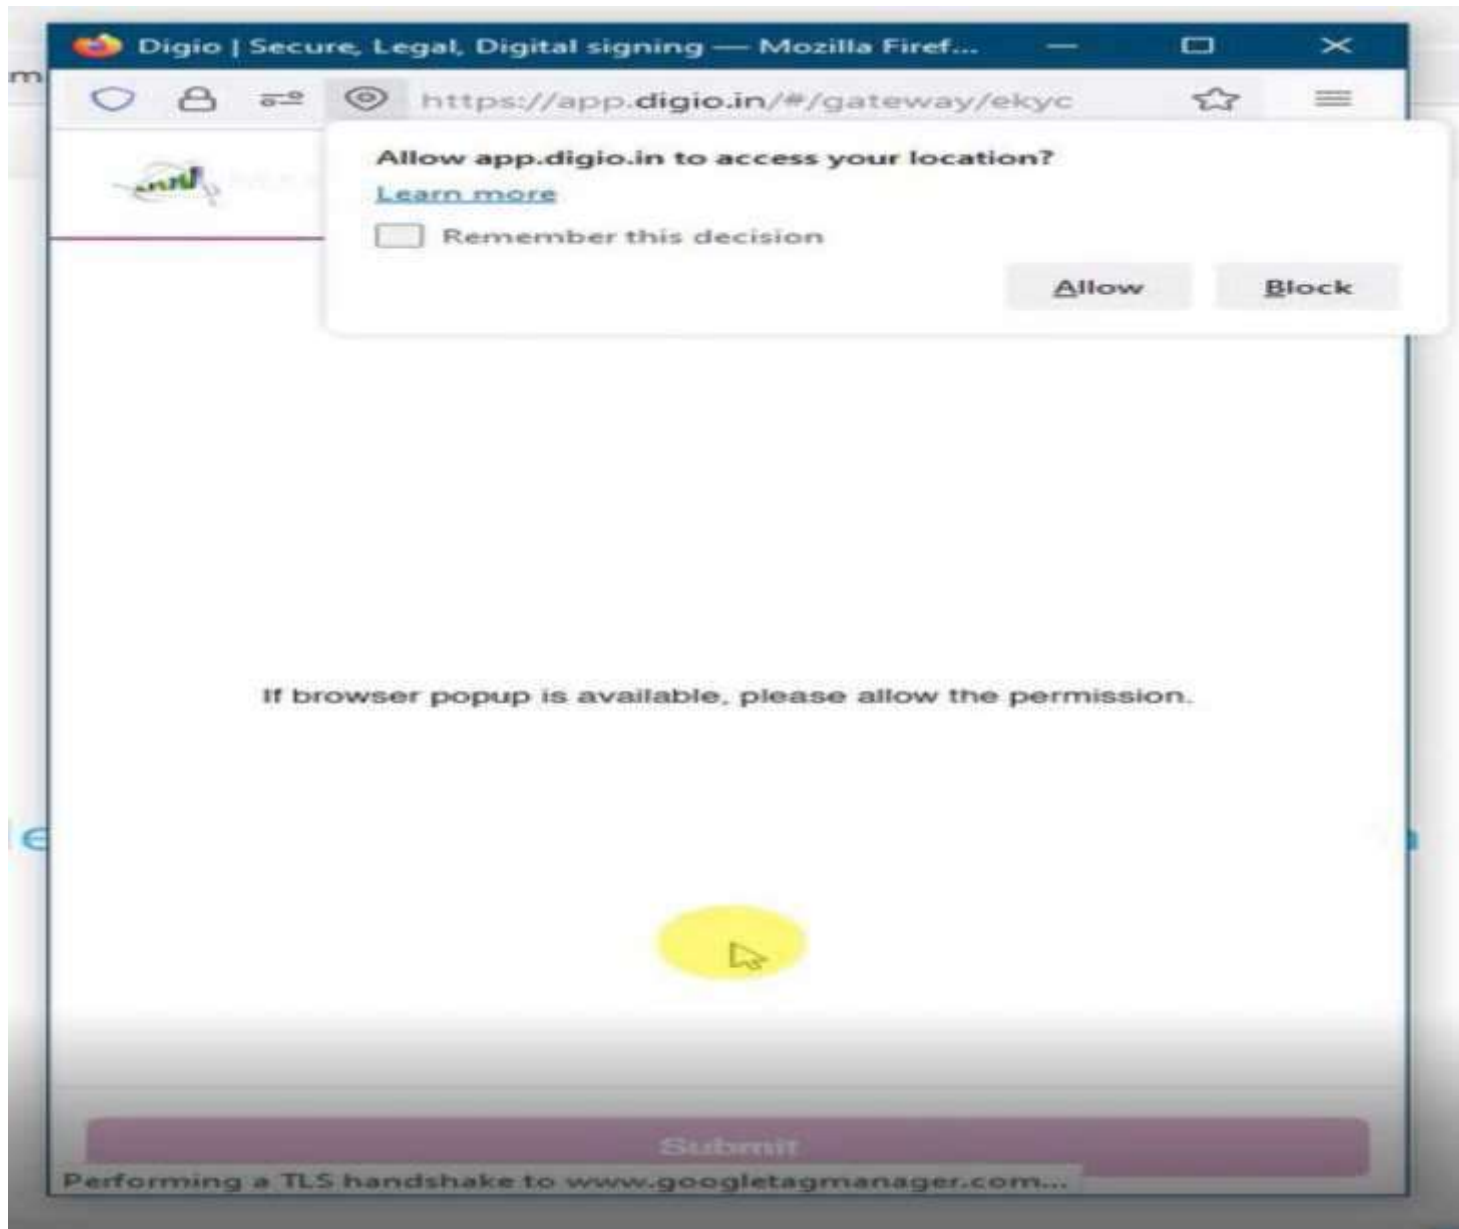 Digio | Secure, Legal, Digital signing — Mozilla Firef...
m
https://app.digio.in/#/gateway/ekyc
Allow app.digio.in to access your location?
Learn more
Remember this decision
Allow
Block
If browser popup is available, please allow the permission.
Submit
Performing a TLS handshake to www.googletagmanager.com...